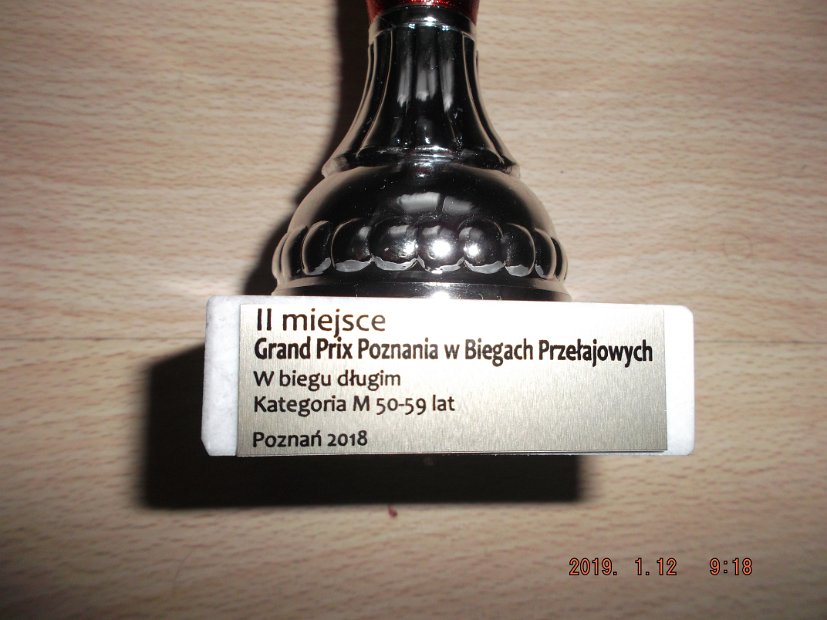 II miejsce
Grand Prix Poznania w Biegach Przełajowych
W biegu długim
Kategoria M 50-59 lat
Poznań 2018
2019. 1.12 9:18